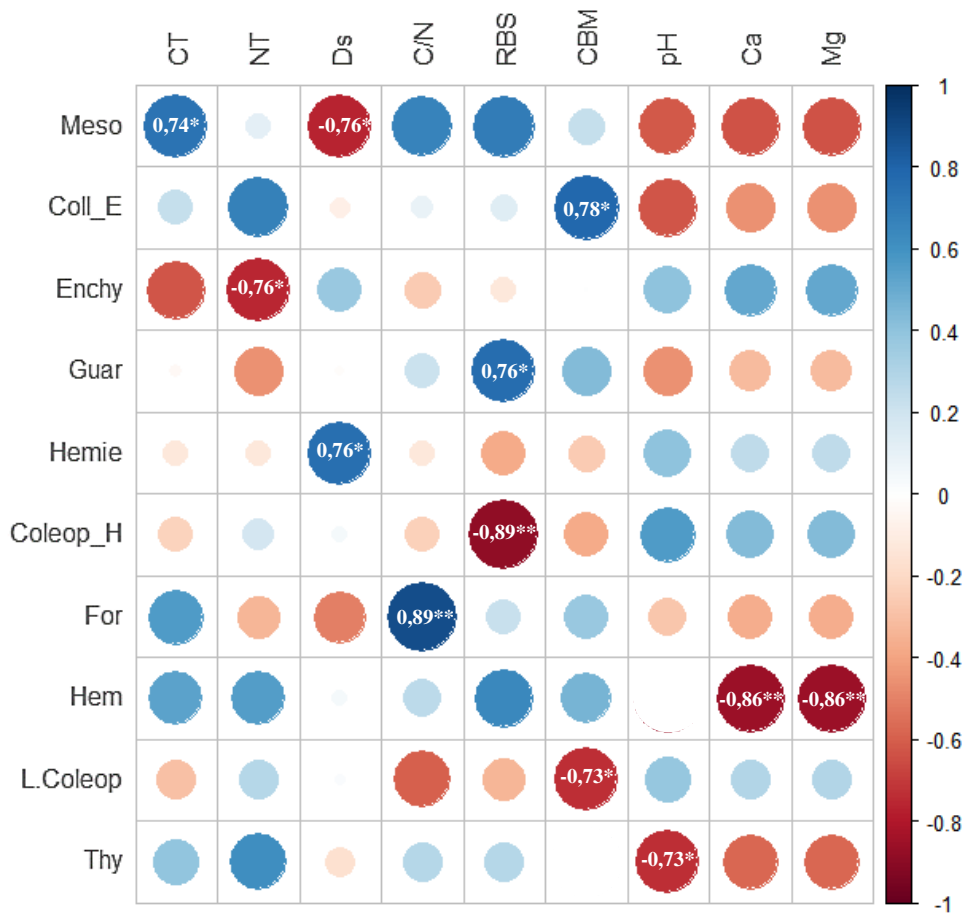 CT NT Ds C/N RBS CBM pH Ca Mg
Meso 0,74* -0,76*
Coll_E 0,78*
Enchy -0,76*
Guar 0,76*
Hemie 0,76*
Coleop_H -0,89**
For 0,89**
Hem -0,86** -0,86**
L.Coleop -0,73*
Thy -0,73*
1
0.8
0.6
0.4
0.2
0
-0.2
-0.4
-0.6
-0.8
-1